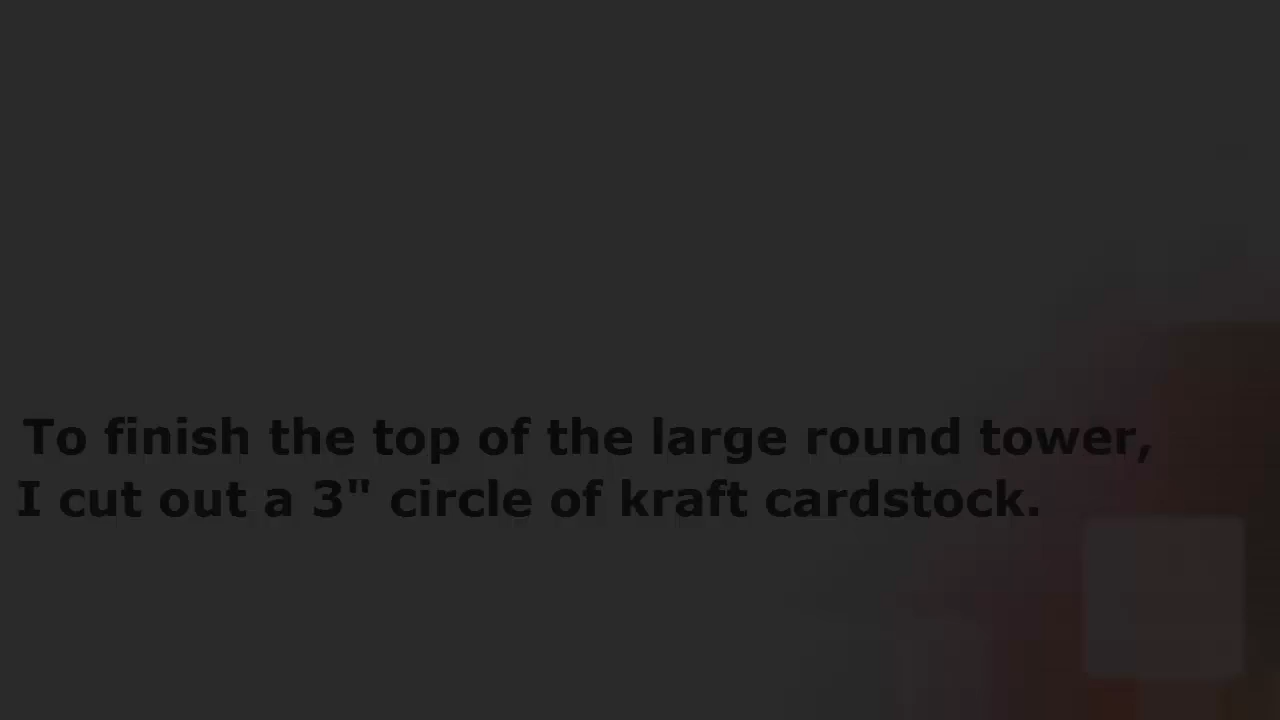 To finish the top of the large round tower,
I cut out a 3" circle of kraft cardstock.